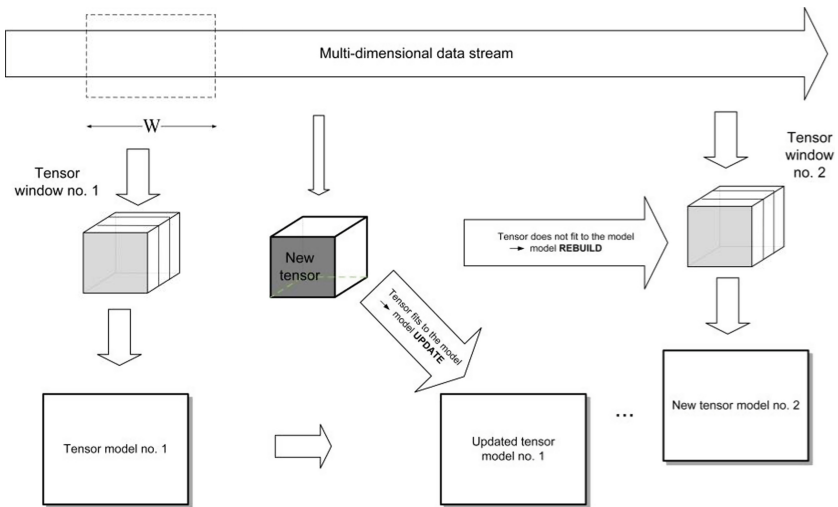 Multi-dimensional data stream
W
Tensor
window no. 1
Tensor
window
no. 2
New
tensor
Tensor does not fit to the model
→ model REBUILD
Tensor fits to the model
→ model UPDATE
Tensor model no. 1
Updated tensor
model no. 1
...
New tensor model no. 2